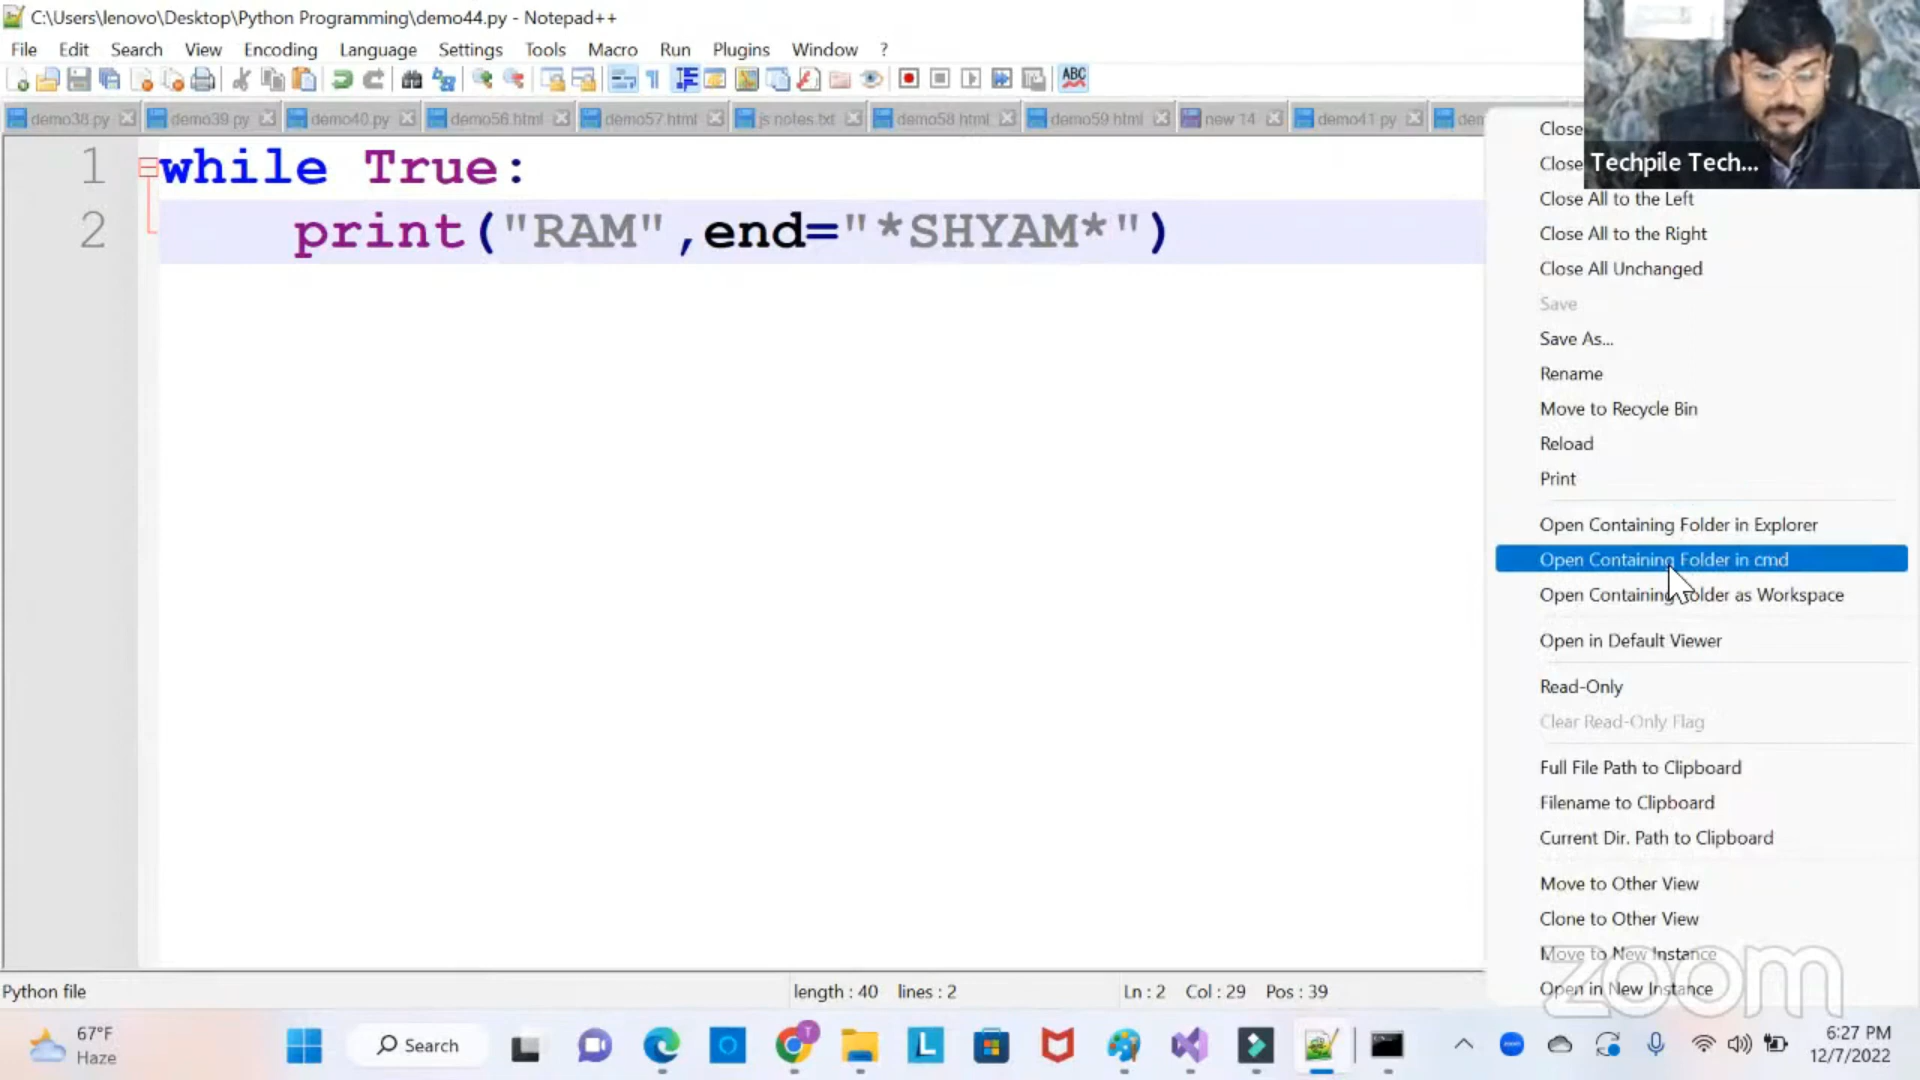 C:\Users\lenovo\Desktop\Python Programming\demo44.py - Notepad++
File Edit Search View Encoding Language Settings Tools Macro Run Plugins Window ?
ABC
demo38.py demo39.py demo40.py demo56.html demo57.html js notes.txt demo58.html demo59.html new 14 demo41.py
1 while True:
2 print("RAM",end="*SHYAM*")
Techpile Tech...
Close
Close
Close All to the Left
Close All to the Right
Close All Unchanged
Save
Save As...
Rename
Move to Recycle Bin
Reload
Print
Open Containing Folder in Explorer
Open Containing Folder in cmd
Open Containing Folder as Workspace
Open in Default Viewer
Read-Only
Clear Read-Only Flag
Full File Path to Clipboard
Filename to Clipboard
Current Dir. Path to Clipboard
Move to Other View
Clone to Other View
Move to New Instance
Open in New Instance
zoom
Python file length : 40 lines : 2 Ln : 2 Col : 29 Pos : 39
67°F
Haze
Search
6:27 PM
12/7/2022